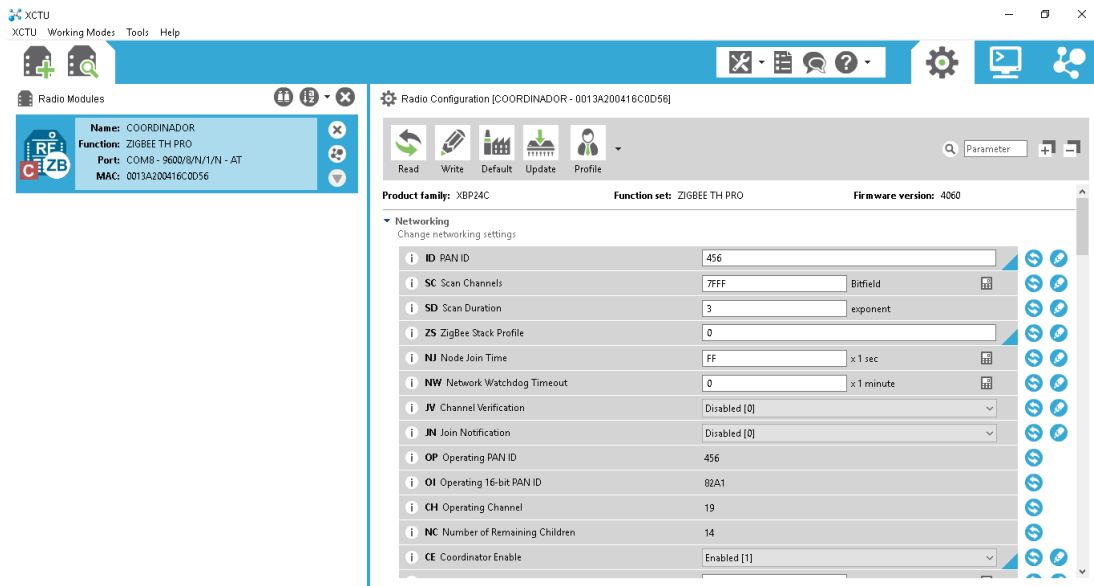 XCTU
XCTU Working Modes Tools Help
Radio Modules
Name: COORDINADOR
Function: ZIGBEE TH PRO
Port: COM8 - 9600/8/N/1/N - AT
MAC: 0013A200416C0D56
RF
C ZB
Radio Configuration [COORDINADOR - 0013A200416C0D56]
Read Write Default Update Profile
Parameter
Product family: XBP24C Function set: ZIGBEE TH PRO Firmware version: 4060
Networking
Change networking settings
i ID PAN ID 456
i SC Scan Channels 7FFF Bitfield
i SD Scan Duration 3 exponent
i ZS ZigBee Stack Profile 0
i NJ Node Join Time FF x 1 sec
i NW Network Watchdog Timeout 0 x 1 minute
i JV Channel Verification Disabled [0]
i JN Join Notification Disabled [0]
i OP Operating PAN ID 456
i OI Operating 16-bit PAN ID 82A1
i CH Operating Channel 19
i NC Number of Remaining Children 14
i CE Coordinator Enable Enabled [1]